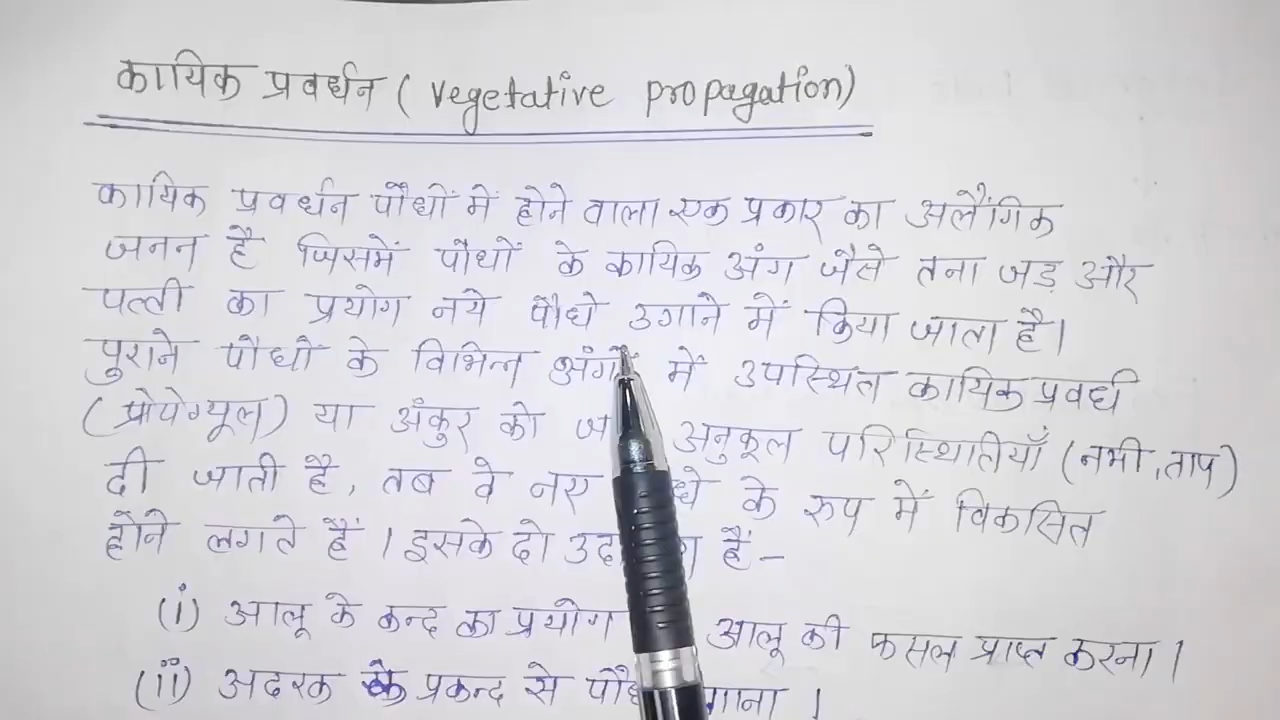 कायिक प्रवर्धन ( vegetative propagation)
कायिक प्रवर्धन पौधों में होने वाला एक प्रकार का अलैंगिक
जनन है जिसमें पौधों के कायिक अंग जैसे तना जड़ और
पत्ती का प्रयोग नये पौधे उगाने में किया जाता है।
पुराने पौधों के विभिन्न अंगों में उपस्थित कायिक प्रवर्ध
(प्रोपेग्यूल) या अंकुर को अनुकूल परिस्थितियाँ (नमी, ताप)
दी जाती है, तब वे नए के रूप में विकसित
होने लगते हैं । इसके दो हैं-
(i) आलू के कन्द का प्रयोग आलू की फसल प्राप्त करना ।
(ii) अदरक के प्रकन्द से ।